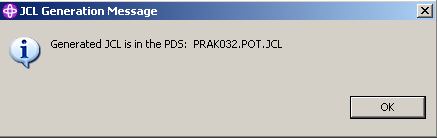 JCL Generation Message
Generated JCL is in the PDS: PRAK032.POT.JCL
OK